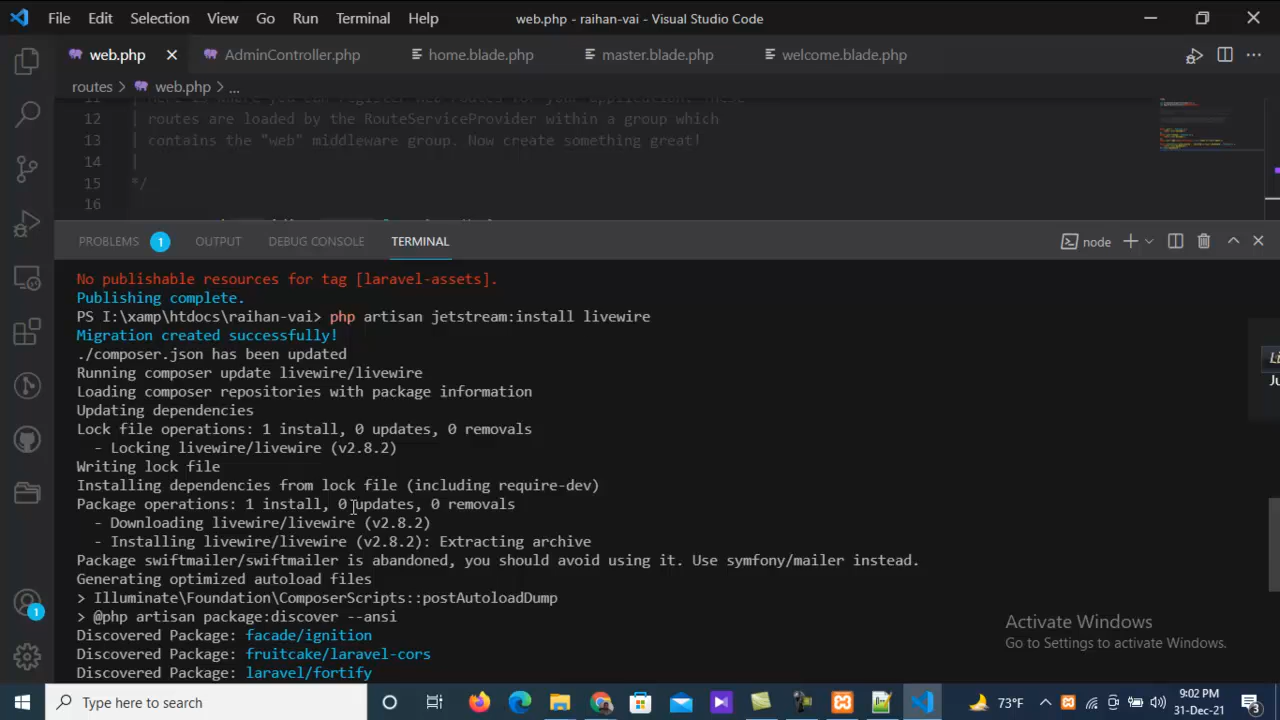 File Edit Selection View Go Run Terminal Help web.php - raihan-vai - Visual Studio Code
web.php AdminController.php home.blade.php master.blade.php welcome.blade.php
routes > web.php > ...
12 | routes are loaded by the RouteServiceProvider within a group which
13 | contains the "web" middleware group. Now create something great!
14 |
15 */
16
PROBLEMS 1 OUTPUT DEBUG CONSOLE TERMINAL node
No publishable resources for tag [laravel-assets].
Publishing complete.
PS I:\xamp\htdocs\raihan-vai> php artisan jetstream:install livewire
Migration created successfully!
./composer.json has been updated
Running composer update livewire/livewire
Loading composer repositories with package information
Updating dependencies
Lock file operations: 1 install, 0 updates, 0 removals
- Locking livewire/livewire (v2.8.2)
Writing lock file
Installing dependencies from lock file (including require-dev)
Package operations: 1 install, 0 updates, 0 removals
- Downloading livewire/livewire (v2.8.2)
- Installing livewire/livewire (v2.8.2): Extracting archive
Package swiftmailer/swiftmailer is abandoned, you should avoid using it. Use symfony/mailer instead.
Generating optimized autoload files
> Illuminate\Foundation\ComposerScripts::postAutoloadDump
> @php artisan package:discover --ansi
Discovered Package: facade/ignition
Discovered Package: fruitcake/laravel-cors
Discovered Package: laravel/fortify
Activate Windows
Go to Settings to activate Windows.
1
Type here to search
73°F
9:02 PM
31-Dec-21
3